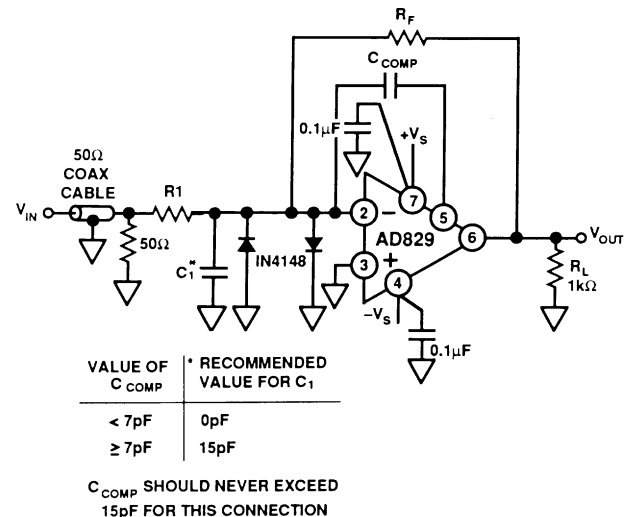 R_F
C_COMP
0.1µF
+V_S
50Ω
COAX
CABLE
R1
V_IN
50Ω
C_1*
IN4148
2
−
7
5
AD829
6
3
+
4
V_OUT
R_L
1kΩ
−V_S
0.1µF
VALUE OF C_COMP
* RECOMMENDED VALUE FOR C_1
< 7pF 0pF
≥ 7pF 15pF
C_COMP SHOULD NEVER EXCEED
15pF FOR THIS CONNECTION